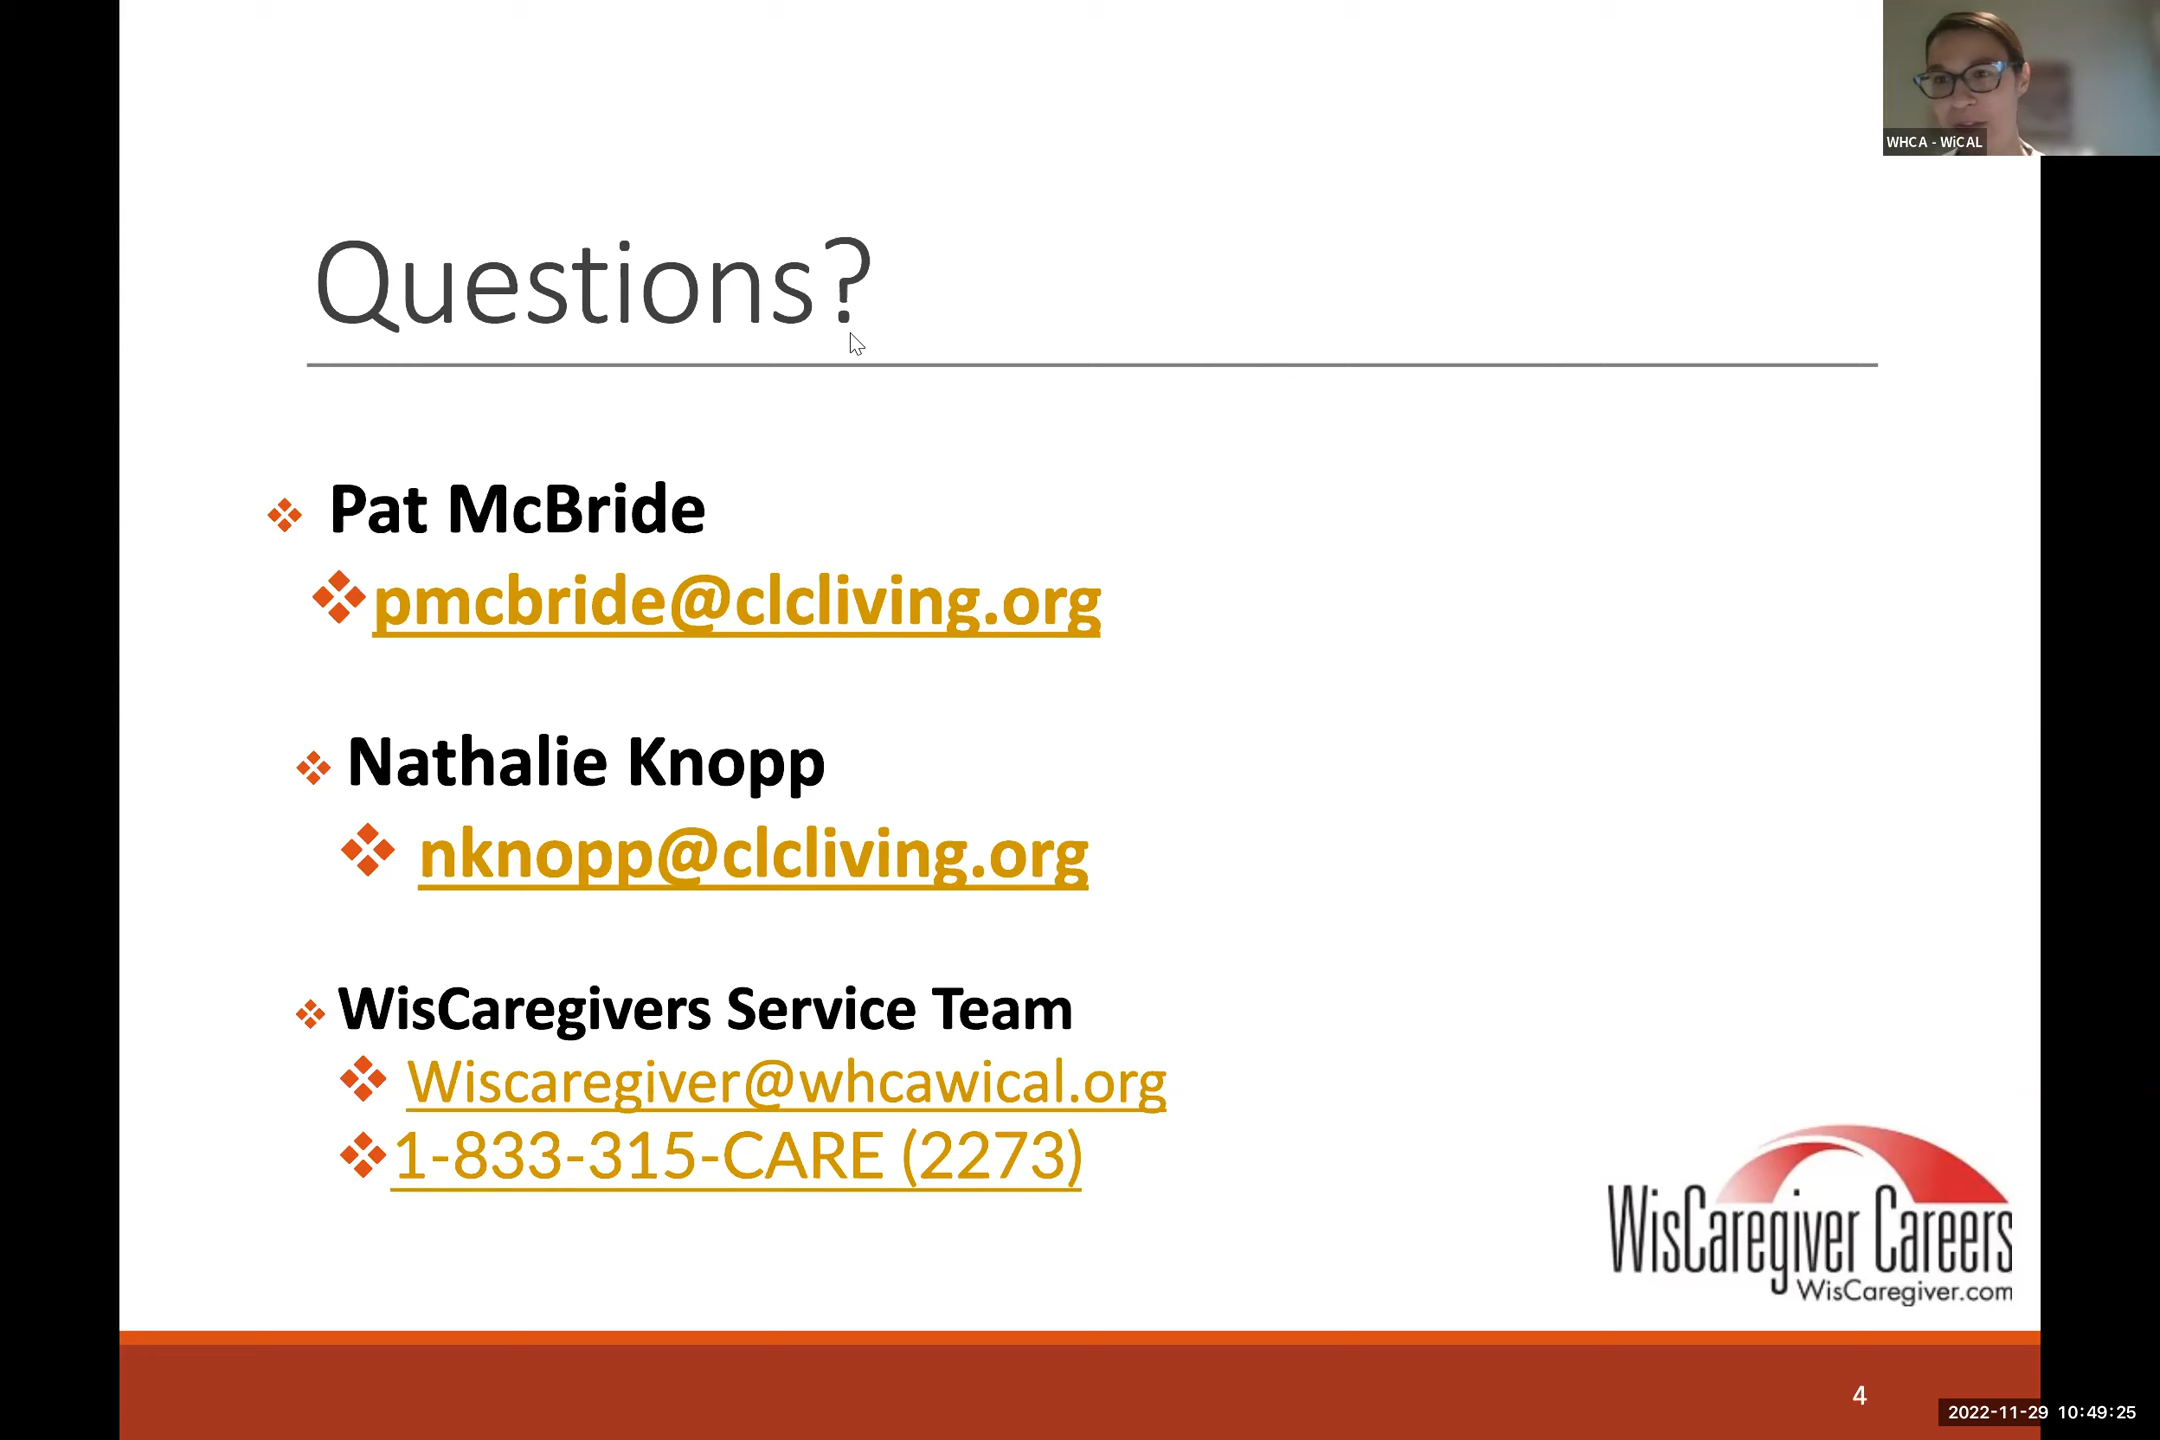 WHCA - WiCAL
Questions?
Pat McBride
pmcbride@clcliving.org
Nathalie Knopp
nknopp@clcliving.org
WisCaregivers Service Team
Wiscaregiver@whcawical.org
1-833-315-CARE (2273)
WisCaregiver Careers
WisCaregiver.com
4
2022-11-29 10:49:25